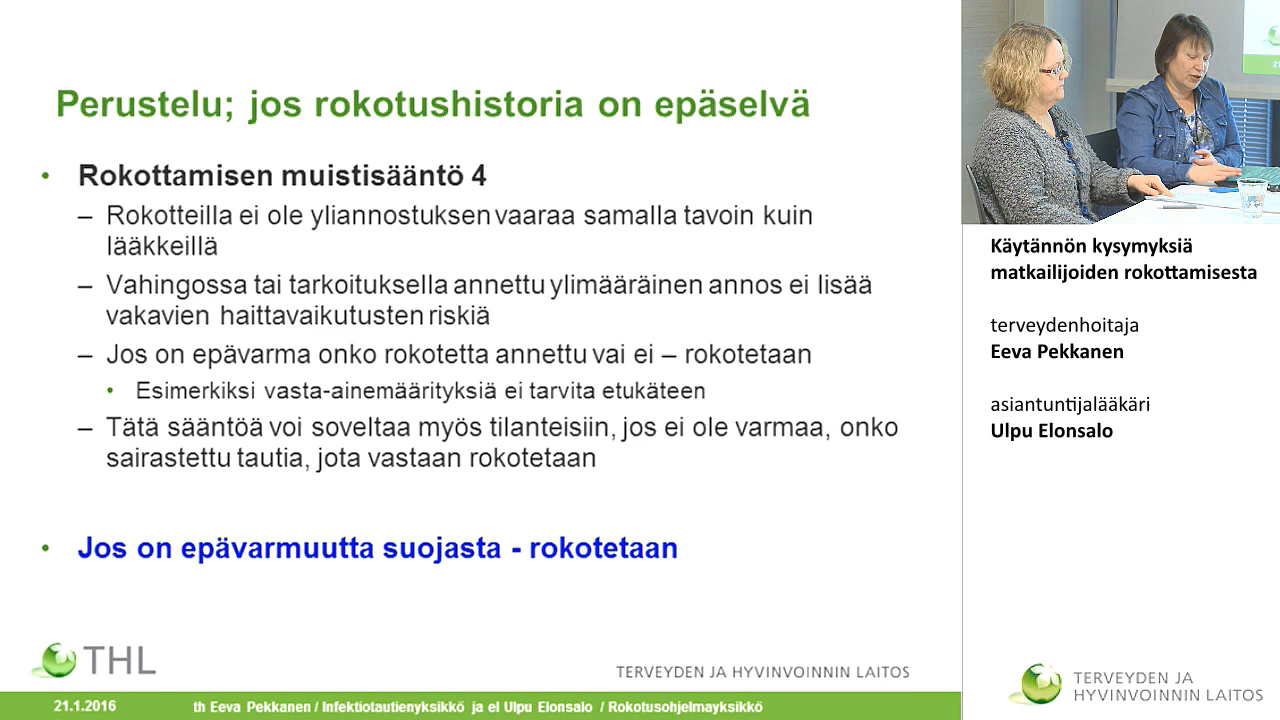 Perustelu; jos rokotushistoria on epäselvä
• Rokottamisen muistisääntö 4
– Rokotteilla ei ole yliannostuksen vaaraa samalla tavoin kuin
lääkkeillä
– Vahingossa tai tarkoituksella annettu ylimääräinen annos ei lisää
vakavien haittavaikutusten riskiä
– Jos on epävarma onko rokotetta annettu vai ei – rokotetaan
• Esimerkiksi vasta-ainemäärityksiä ei tarvita etukäteen
– Tätä sääntöä voi soveltaa myös tilanteisiin, jos ei ole varmaa, onko
sairastettu tautia, jota vastaan rokotetaan
• Jos on epävarmuutta suojasta - rokotetaan
THL
TERVEYDEN JA HYVINVOINNIN LAITOS
21.1.2016
th Eeva Pekkanen / Infektiotautienyksikkö ja el Ulpu Elonsalo / Rokotusohjelmayksikkö
Käytännön kysymyksiä
matkailijoiden rokottamisesta
terveydenhoitaja
Eeva Pekkanen
asiantuntijalääkäri
Ulpu Elonsalo
TERVEYDEN JA
HYVINVOINNIN LAITOS